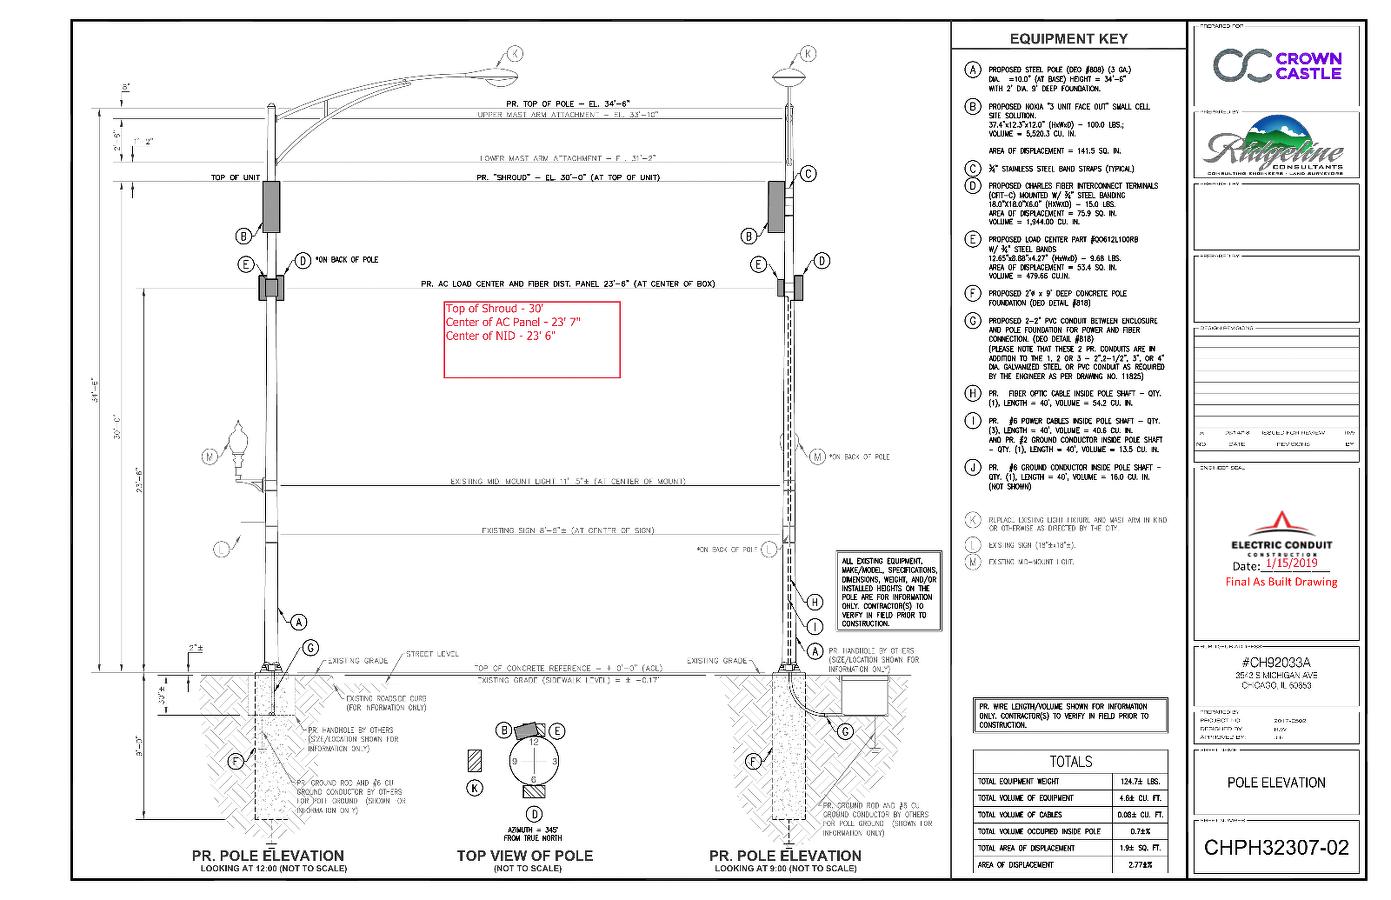 K
K
8"
PR. TOP OF POLE - EL. 34'-6"
UPPER MAST ARM ATTACHMENT - EL. 33'-10"
2'-6"
1'-2"
LOWER MAST ARM ATTACHMENT - EL. 31'-2"
C
TOP OF UNIT
PR. "SHROUD" - EL. 30'-0" (AT TOP OF UNIT)
B
B
E
D
*ON BACK OF POLE
E
D
PR. AC LOAD CENTER AND FIBER DIST. PANEL 23'-6" (AT CENTER OF BOX)
Top of Shroud - 30'
Center of AC Panel - 23' 7"
Center of NID - 23' 6"
34'-6"
30'-0"
23'-6"
M
M
*ON BACK OF POLE
EXISTING MID MOUNT LIGHT 11'-5"± (AT CENTER OF MOUNT)
EXISTING SIGN 8'-6"± (AT CENTER OF SIGN)
L
*ON BACK OF POLE
L
ALL EXISTING EQUIPMENT,
MAKE/MODEL, SPECIFICATIONS,
DIMENSIONS, WEIGHT, AND/OR
INSTALLED HEIGHTS ON THE
POLE ARE FOR INFORMATION
ONLY. CONTRACTOR(S) TO
VERIFY IN FIELD PRIOR TO
CONSTRUCTION.
H
I
A
A
G
PR. HANDHOLE BY OTHERS
(SIZE/LOCATION SHOWN FOR
INFORMATION ONLY)
2"±
EXISTING GRADE
STREET LEVEL
EXISTING GRADE
TOP OF CONCRETE REFERENCE - ± 0'-0" (AGL)
EXISTING GRADE (SIDEWALK LEVEL) = ± -0.17'
30"±
EXISTING ROADSIDE CURB
(FOR INFORMATION ONLY)
PR. HANDHOLE BY OTHERS
(SIZE/LOCATION SHOWN FOR
INFORMATION ONLY)
9'-0"
F
PR. GROUND ROD AND #6 CU
GROUND CONDUCTOR BY OTHERS
FOR POLE GROUND (SHOWN FOR
INFORMATION ONLY)
B
E
12
9
3
6
K
D
AZIMUTH = 345°
FROM TRUE NORTH
G
F
PR. GROUND ROD AND #6 CU
GROUND CONDUCTOR BY OTHERS
FOR POLE GROUND (SHOWN FOR
INFORMATION ONLY)
PR. POLE ELEVATION
LOOKING AT 12:00 (NOT TO SCALE)
TOP VIEW OF POLE
(NOT TO SCALE)
PR. POLE ELEVATION
LOOKING AT 9:00 (NOT TO SCALE)
EQUIPMENT KEY
A PROPOSED STEEL POLE (DEO #808) (3 GA.)
DIA. =10.0" (AT BASE) HEIGHT = 34'-6"
WITH 2' DIA. 9' DEEP FOUNDATION.
B PROPOSED NOKIA "3 UNIT FACE OUT" SMALL CELL
SITE SOLUTION.
37.4"x12.3"x12.0" (HxWxD) - 100.0 LBS.;
VOLUME = 5,520.3 CU. IN.
AREA OF DISPLACEMENT = 141.5 SQ. IN.
C ¾" STAINLESS STEEL BAND STRAPS (TYPICAL)
D PROPOSED CHARLES FIBER INTERCONNECT TERMINALS
(CFIT-C) MOUNTED W/ ¾" STEEL BANDING
18.0"X18.0"X6.0" (HXWXD) - 15.0 LBS.
AREA OF DISPLACEMENT = 75.9 SQ. IN.
VOLUME = 1,944.00 CU. IN.
E PROPOSED LOAD CENTER PART #QO612L100RB
W/ ¾" STEEL BANDS
12.65"x8.88"x4.27" (HxWxD) - 9.68 LBS.
AREA OF DISPLACEMENT = 53.4 SQ. IN.
VOLUME = 479.66 CU.IN.
F PROPOSED 2'ø x 9' DEEP CONCRETE POLE
FOUNDATION (DEO DETAIL #818)
G PROPOSED 2-2" PVC CONDUIT BETWEEN ENCLOSURE
AND POLE FOUNDATION FOR POWER AND FIBER
CONNECTION. (DEO DETAIL #818)
(PLEASE NOTE THAT THESE 2 PR. CONDUITS ARE IN
ADDITION TO THE 1, 2 OR 3 - 2",2-1/2", 3", OR 4"
DIA. GALVANIZED STEEL OR PVC CONDUIT AS REQUIRED
BY THE ENGINEER AS PER DRAWING NO. 11825)
H PR. FIBER OPTIC CABLE INSIDE POLE SHAFT - QTY.
(1), LENGTH = 40', VOLUME = 54.2 CU. IN.
I PR. #6 POWER CABLES INSIDE POLE SHAFT - QTY.
(3), LENGTH = 40', VOLUME = 40.6 CU. IN.
AND PR. #2 GROUND CONDUCTOR INSIDE POLE SHAFT
- QTY. (1), LENGTH = 40', VOLUME = 13.5 CU. IN.
J PR. #6 GROUND CONDUCTOR INSIDE POLE SHAFT -
QTY. (1), LENGTH = 40', VOLUME = 16.0 CU. IN.
(NOT SHOWN)
K REPLACE EXISTING LIGHT FIXTURE AND MAST ARM IN KIND
OR OTHERWISE AS DIRECTED BY THE CITY.
L EXISTING SIGN (18"±x18"±).
M EXISTING MID-MOUNT LIGHT.
PR. WIRE LENGTH/VOLUME SHOWN FOR INFORMATION
ONLY. CONTRACTOR(S) TO VERIFY IN FIELD PRIOR TO
CONSTRUCTION.
TOTALS
TOTAL EQUIPMENT WEIGHT 124.7± LBS.
TOTAL VOLUME OF EQUIPMENT 4.6± CU. FT.
TOTAL VOLUME OF CABLES 0.08± CU. FT.
TOTAL VOLUME OCCUPIED INSIDE POLE 0.7±%
TOTAL AREA OF DISPLACEMENT 1.9± SQ. FT.
AREA OF DISPLACEMENT 2.77±%
PREPARED FOR
CROWN
CASTLE
PREPARED BY
Ridgeline
CONSULTANTS
CONSULTING ENGINEERS - LAND SURVEYORS
PREPARED BY
PREPARED BY
DESIGN REVISIONS
ISSUED FOR REVIEW
NO. DATE REVISIONS BY
ENGINEER SEAL
ELECTRIC CONDUIT
CONSTRUCTION
Date: 1/15/2019
Final As Built Drawing
#CH92033A
3543 S MICHIGAN AVE
CHICAGO, IL 60653
PREPARED BY
PROJECT NO.
DESIGNED BY
APPROVED BY
SHEET NAME
POLE ELEVATION
SHEET NUMBER
CHPH32307-02